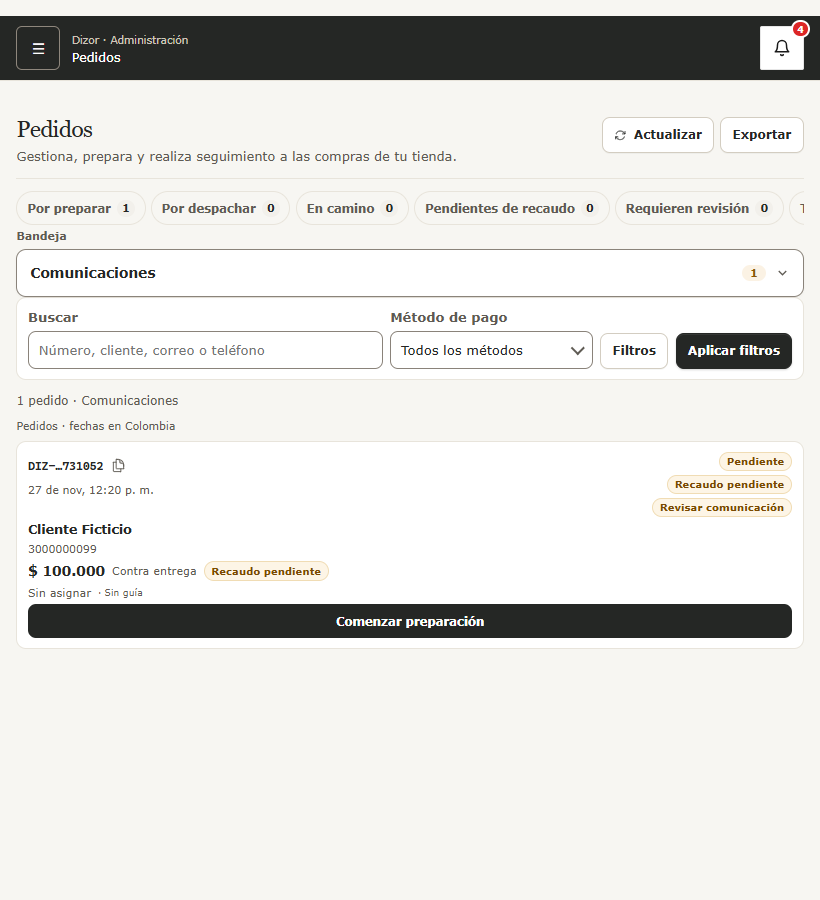 Dizor · Administración
Pedidos
4
Pedidos
Gestiona, prepara y realiza seguimiento a las compras de tu tienda.
Actualizar
Exportar
Por preparar 1
Por despachar 0
En camino 0
Pendientes de recaudo 0
Requieren revisión 0
Bandeja
Comunicaciones 1
Buscar
Número, cliente, correo o teléfono
Método de pago
Todos los métodos
Filtros
Aplicar filtros
1 pedido · Comunicaciones
Pedidos · fechas en Colombia
DIZ-…731052
27 de nov, 12:20 p. m.
Pendiente
Recaudo pendiente
Revisar comunicación
Cliente Ficticio
3000000099
$ 100.000 Contra entrega Recaudo pendiente
Sin asignar · Sin guía
Comenzar preparación